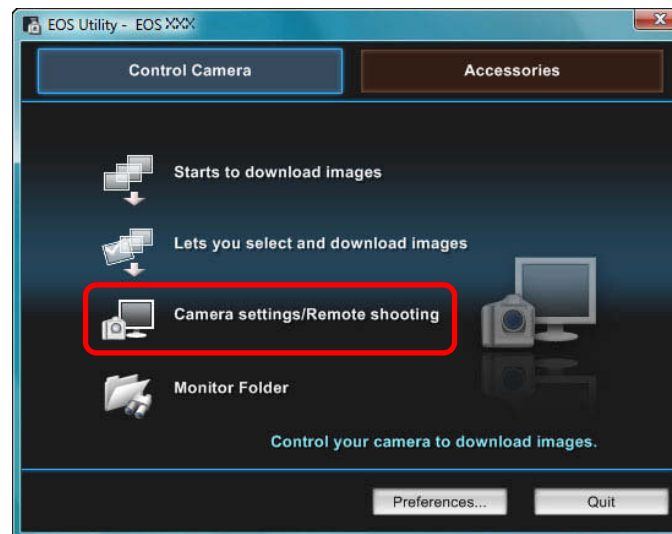 EOS Utility - EOS XXX
X
Control Camera
Accessories
Starts to download images
Lets you select and download images
Camera settings/Remote shooting
Monitor Folder
Control your camera to download images.
Preferences...
Quit